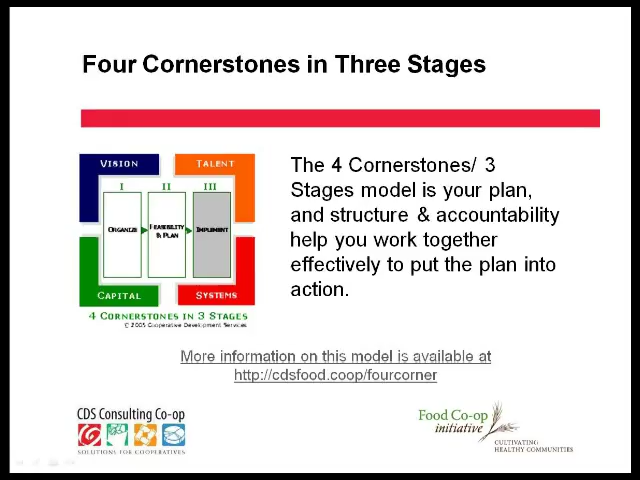 Four Cornerstones in Three Stages
VISION
TALENT
I
II
III
ORGANIZE
FEASIBILITY
& PLAN
IMPLEMENT
CAPITAL
SYSTEMS
4 CORNERSTONES IN 3 STAGES
© 2005 Cooperative Development Services
The 4 Cornerstones/ 3
Stages model is your plan,
and structure & accountability
help you work together
effectively to put the plan into
action.
More information on this model is available at
http://cdsfood.coop/fourcorner
CDS Consulting Co-op
SOLUTIONS FOR COOPERATIVES
Food Co-op
initiative
CULTIVATING
HEALTHY COMMUNITIES